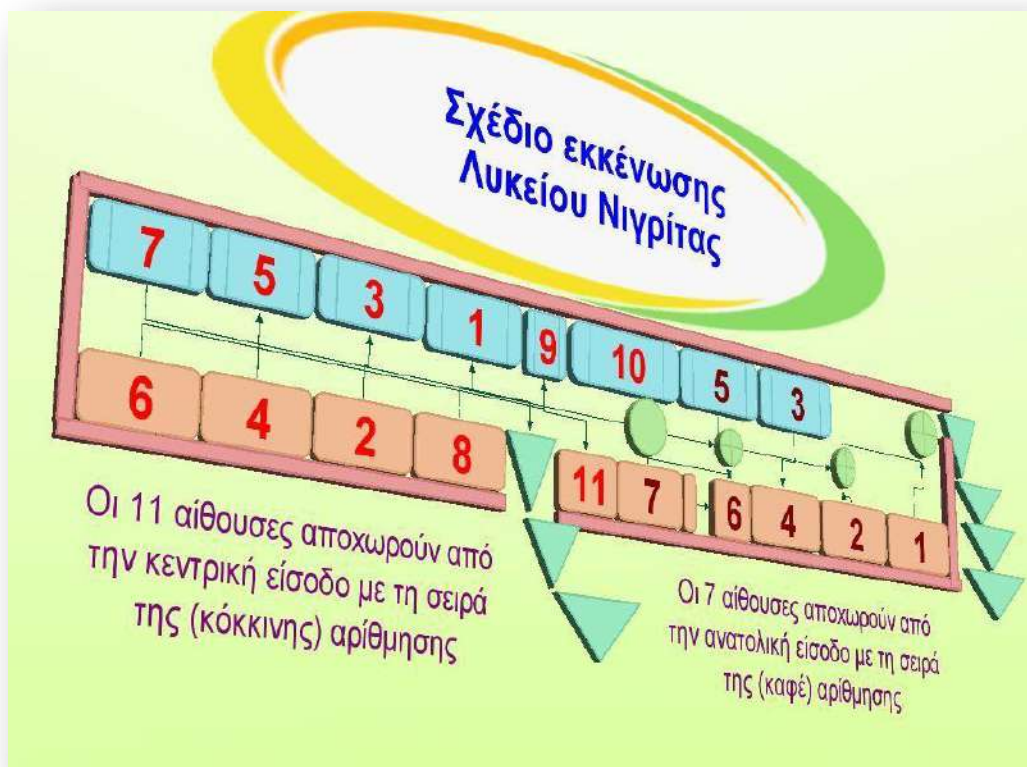 Σχέδιο εκκένωσης
Λυκείου Νιγρίτας
7 5 3 1 9 10 5 3
6 4 2 8 11 7 6 4 2 1
Οι 11 αίθουσες αποχωρούν από
την κεντρική είσοδο με τη σειρά
της (κόκκινης) αρίθμησης
Οι 7 αίθουσες αποχωρούν από
την ανατολική είσοδο με τη σειρά
της (καφέ) αρίθμησης